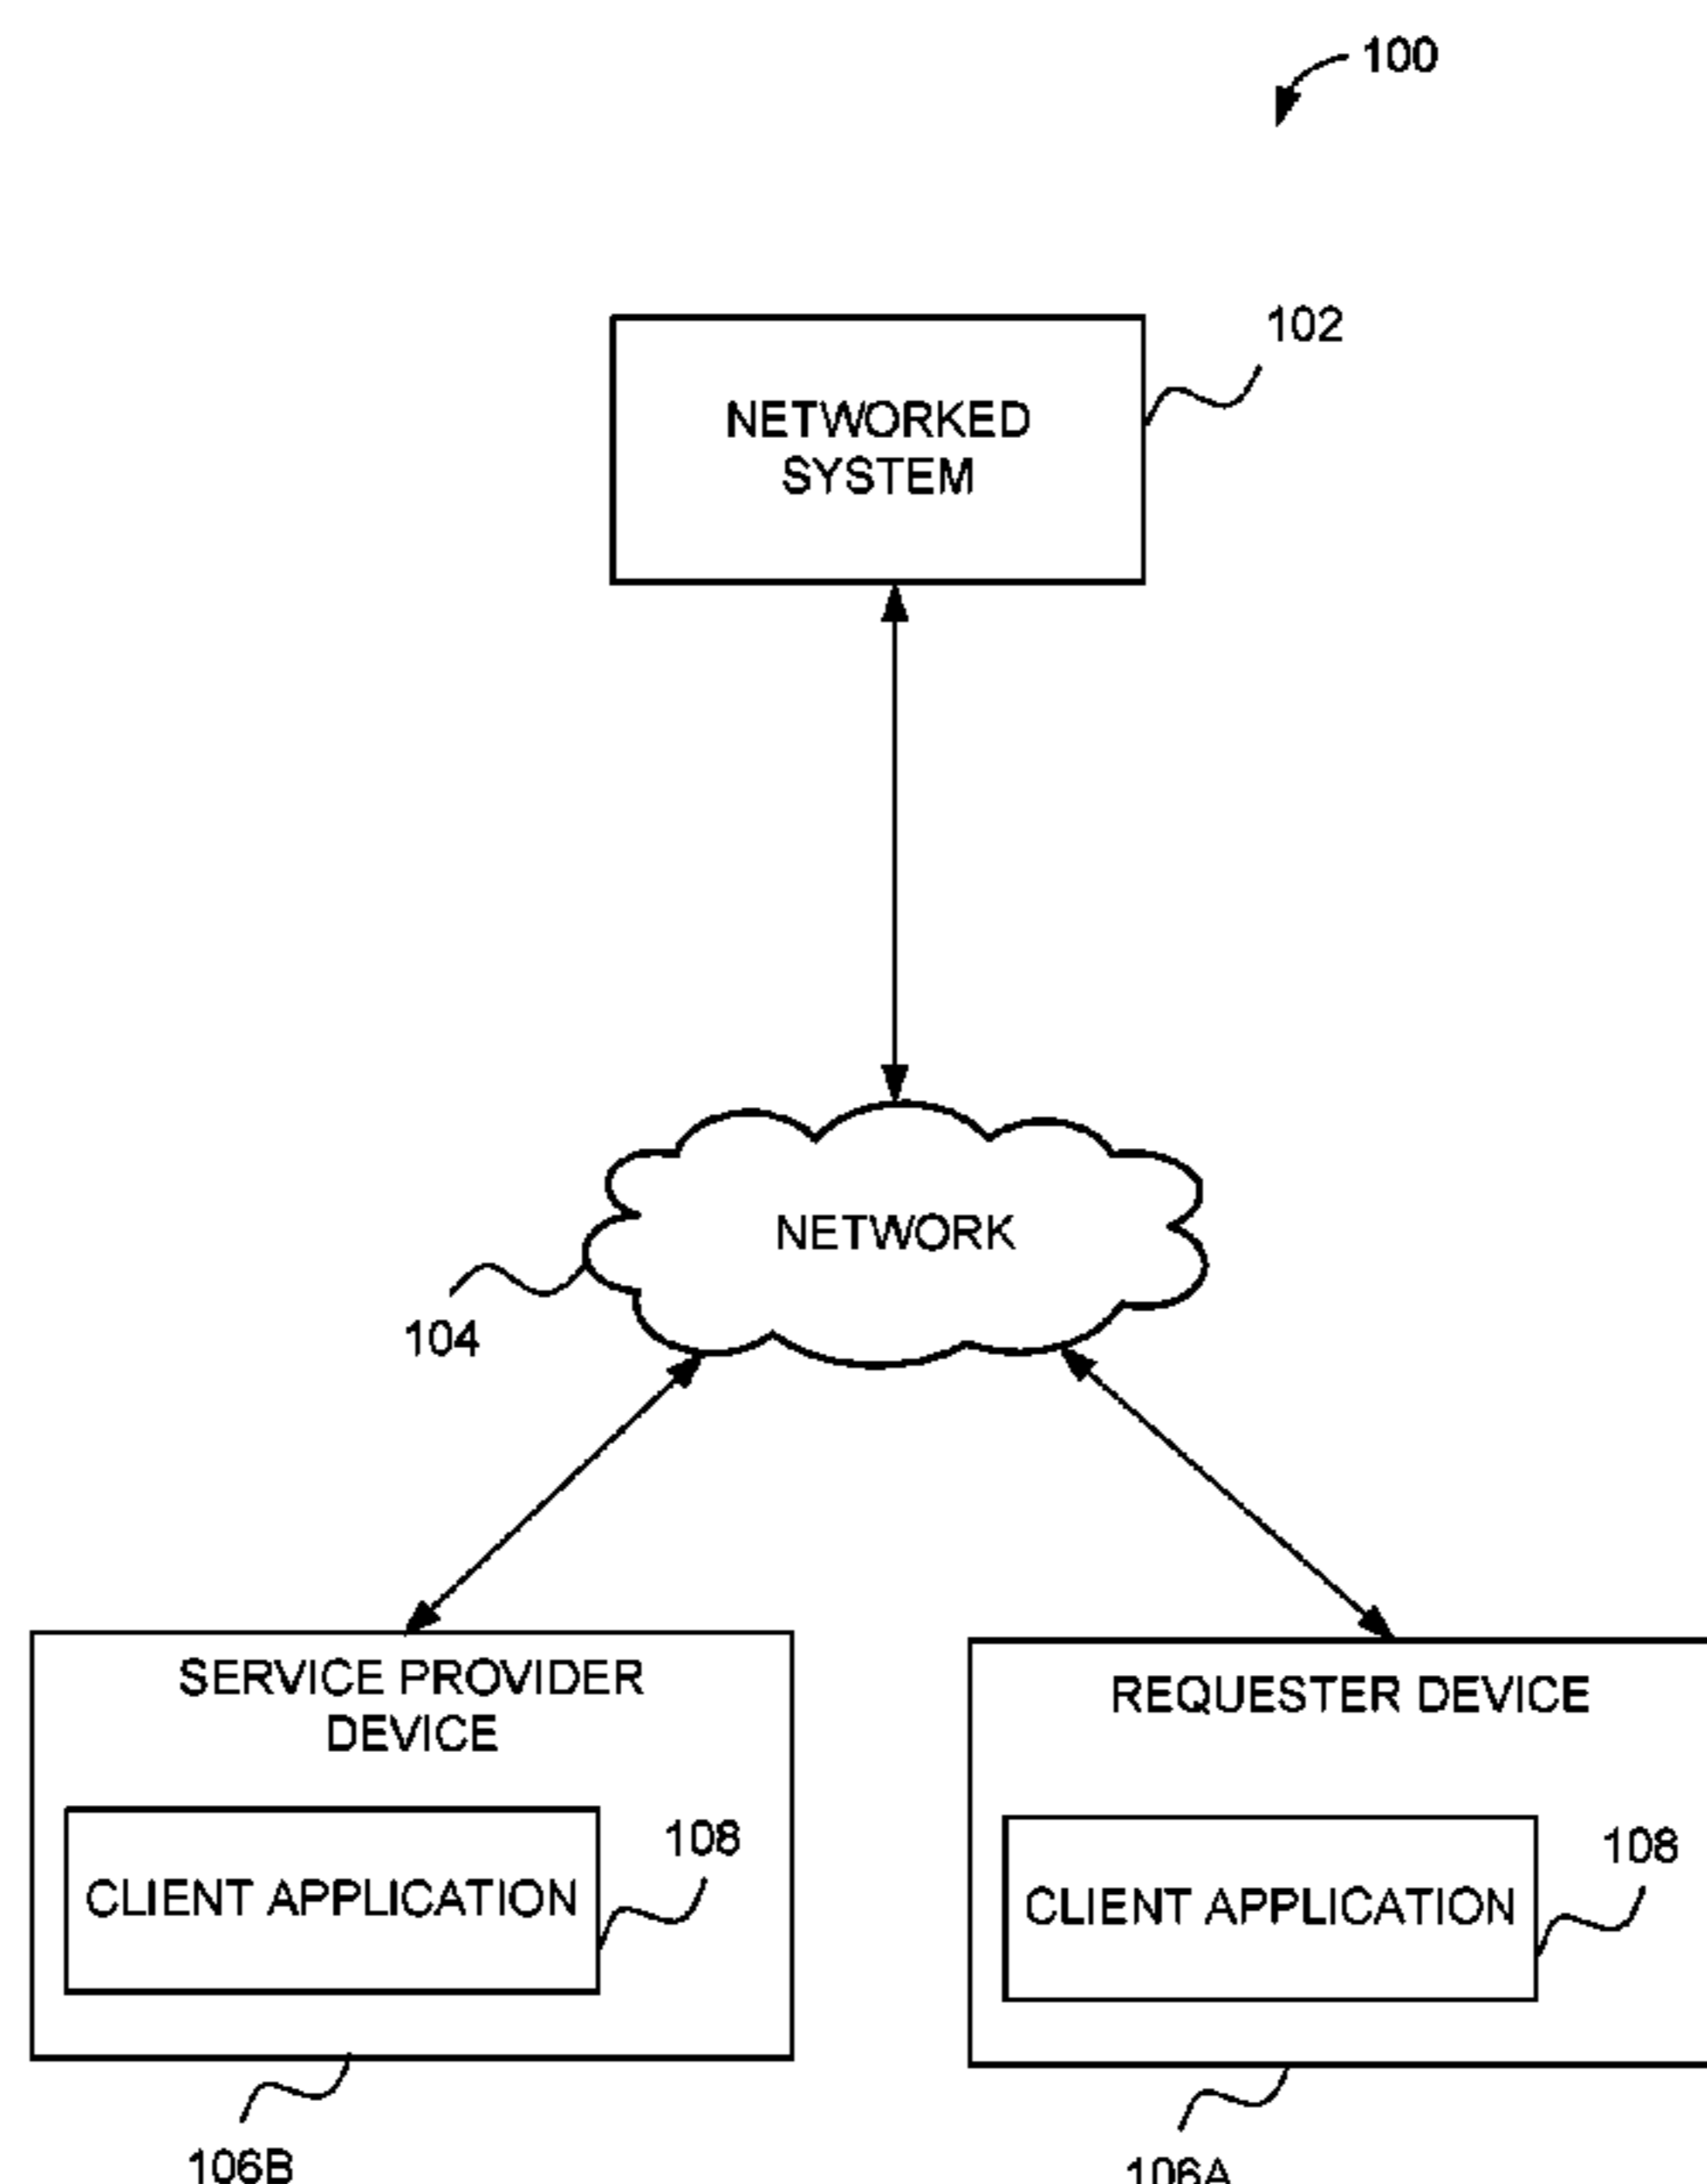 100
102
NETWORKED
SYSTEM
NETWORK
104
SERVICE PROVIDER
DEVICE
108
CLIENT APPLICATION
106B
REQUESTER DEVICE
108
CLIENT APPLICATION
106A